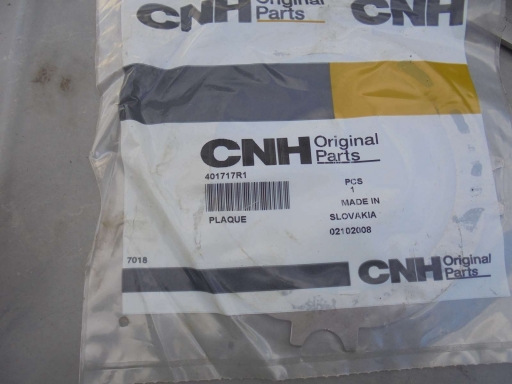 CNH Original Parts
CNH
CNH Original Parts
401717R1
PCS
1
MADE IN
PLAQUE
SLOVAKIA
02102008
7018
CNH Original Parts